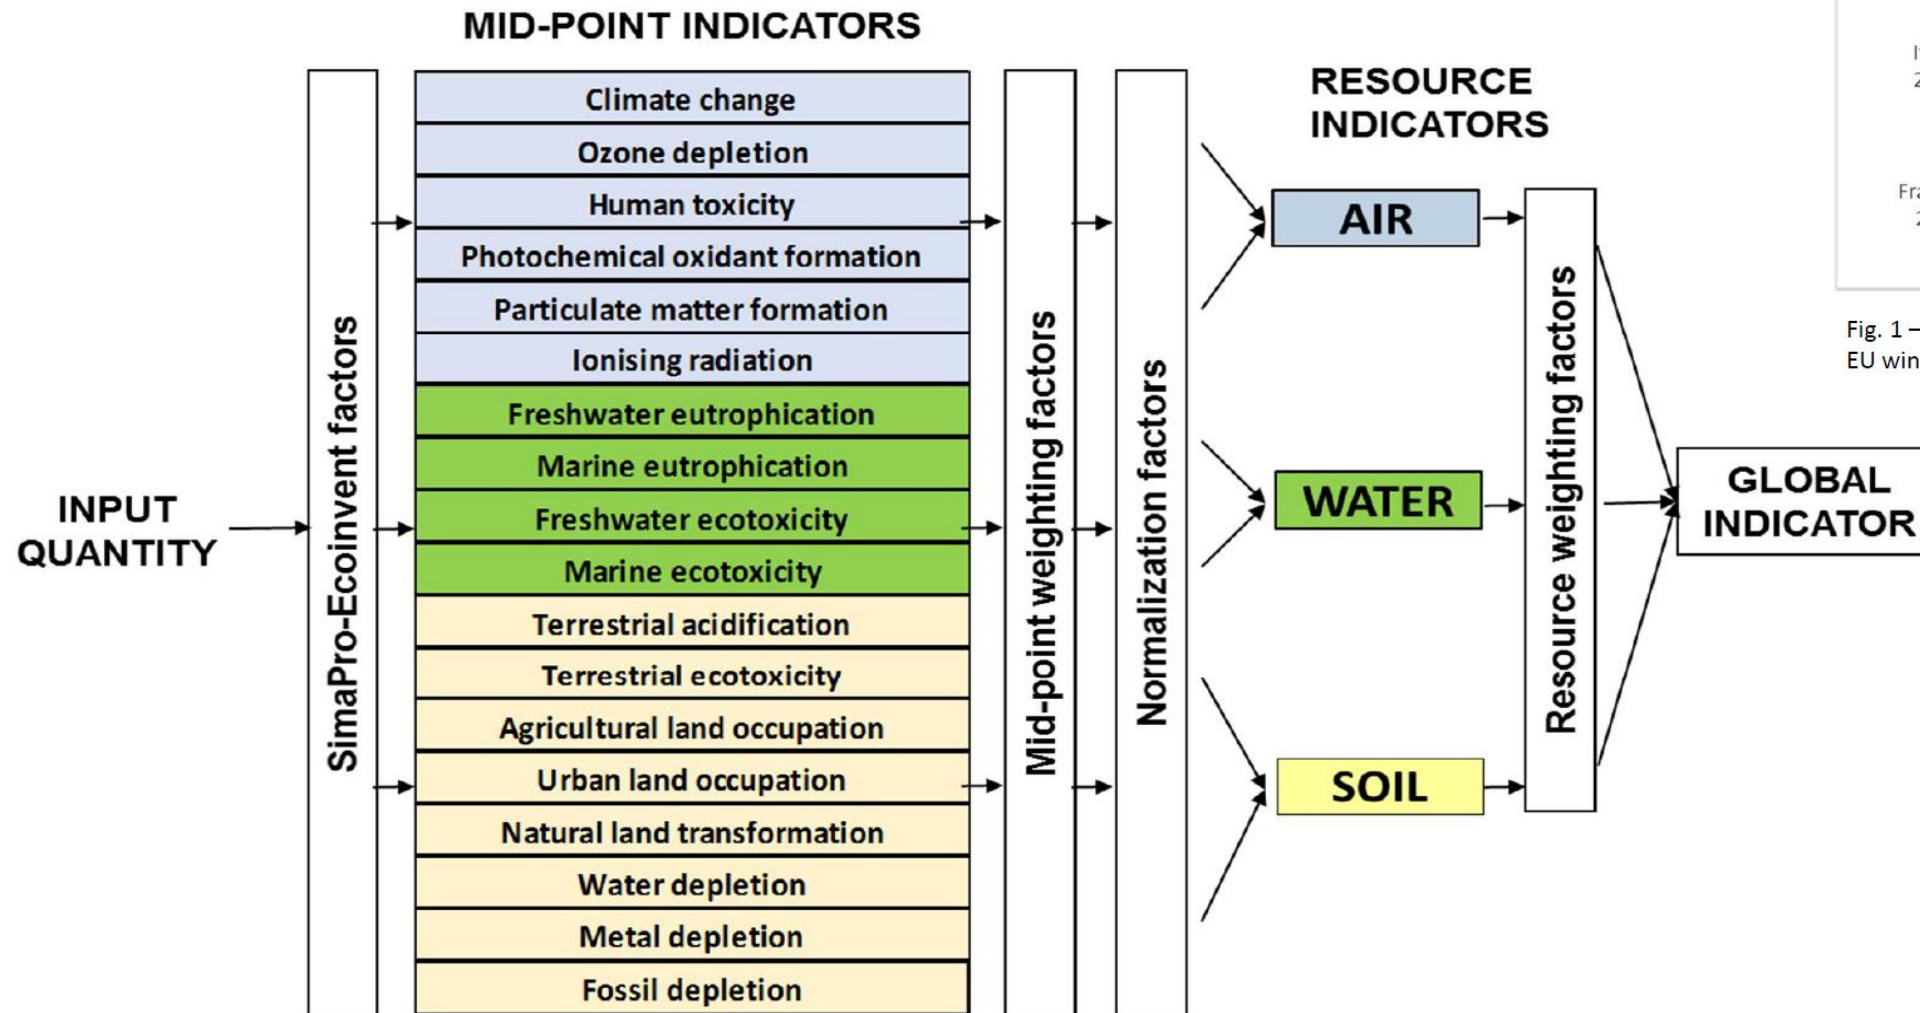 MID-POINT INDICATORS
INPUT
QUANTITY
SimaPro-Ecoinvent factors
Climate change
Ozone depletion
Human toxicity
Photochemical oxidant formation
Particulate matter formation
Ionising radiation
Freshwater eutrophication
Marine eutrophication
Freshwater ecotoxicity
Marine ecotoxicity
Terrestrial acidification
Terrestrial ecotoxicity
Agricultural land occupation
Urban land occupation
Natural land transformation
Water depletion
Metal depletion
Fossil depletion
Mid-point weighting factors
Normalization factors
RESOURCE
INDICATORS
AIR
WATER
SOIL
Resource weighting factors
GLOBAL
INDICATOR
Fig. 1 –
EU win